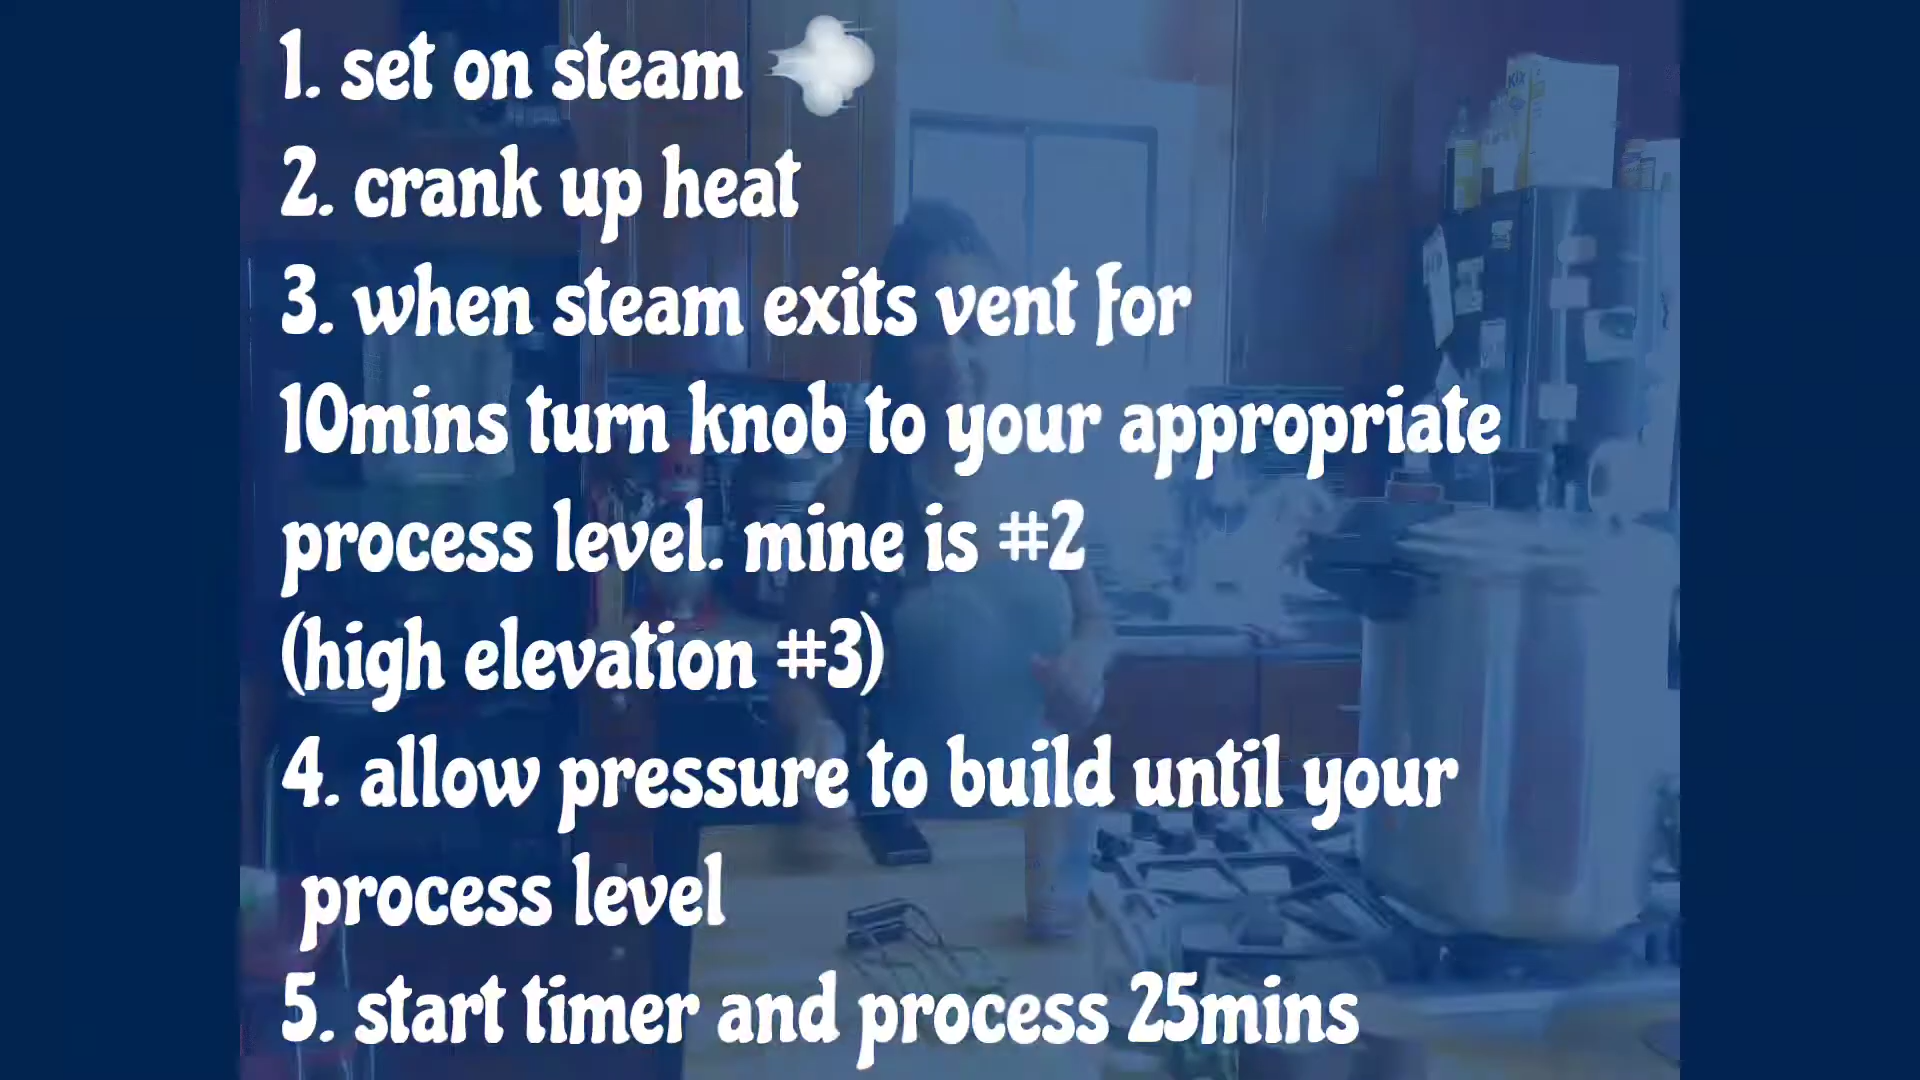 1. set on steam 💨
2. crank up heat
3. when steam exits vent for
10mins turn knob to your appropriate
process level. mine is #2
(high elevation #3)
4. allow pressure to build until your
process level
5. start timer and process 25mins
KIX